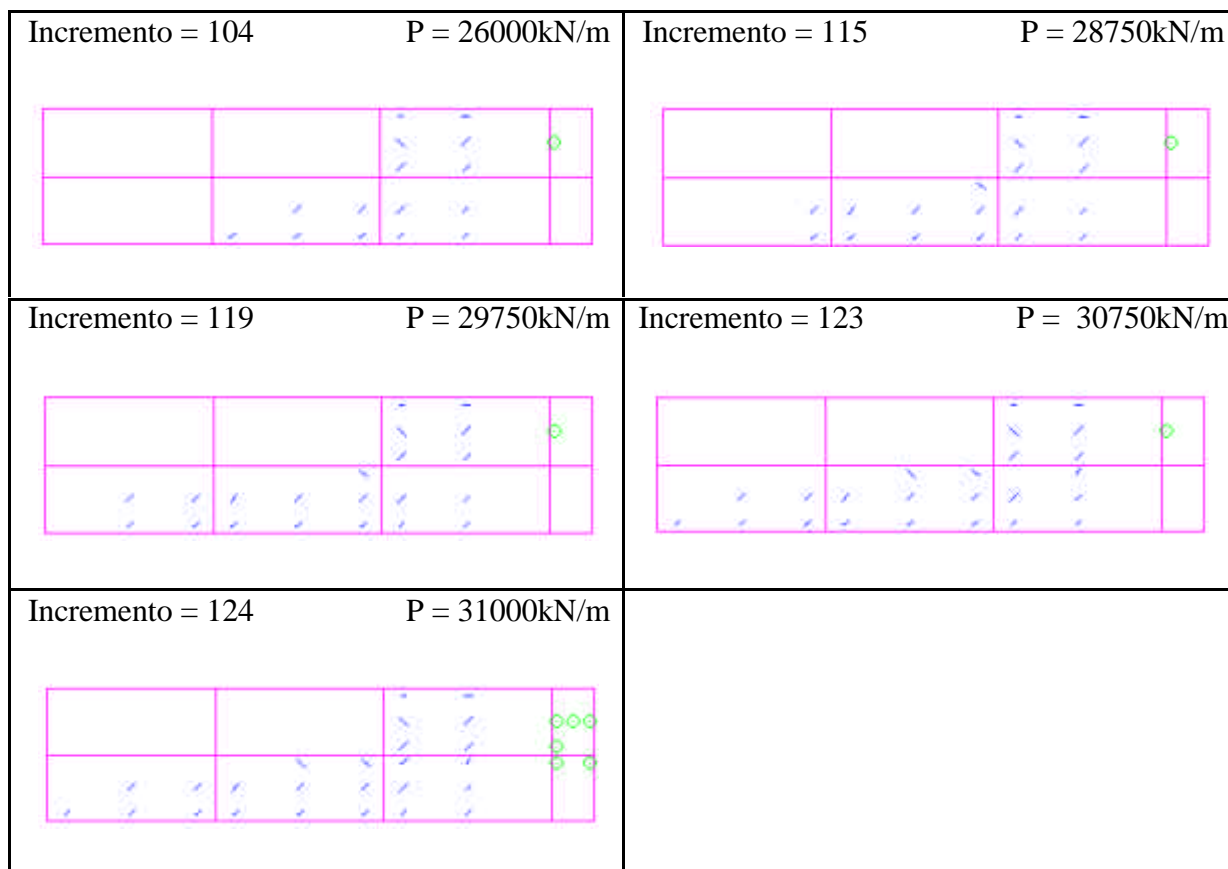 Incremento = 104 P = 26000kN/m
Incremento = 115 P = 28750kN/m
Incremento = 119 P = 29750kN/m
Incremento = 123 P = 30750kN/m
Incremento = 124 P = 31000kN/m